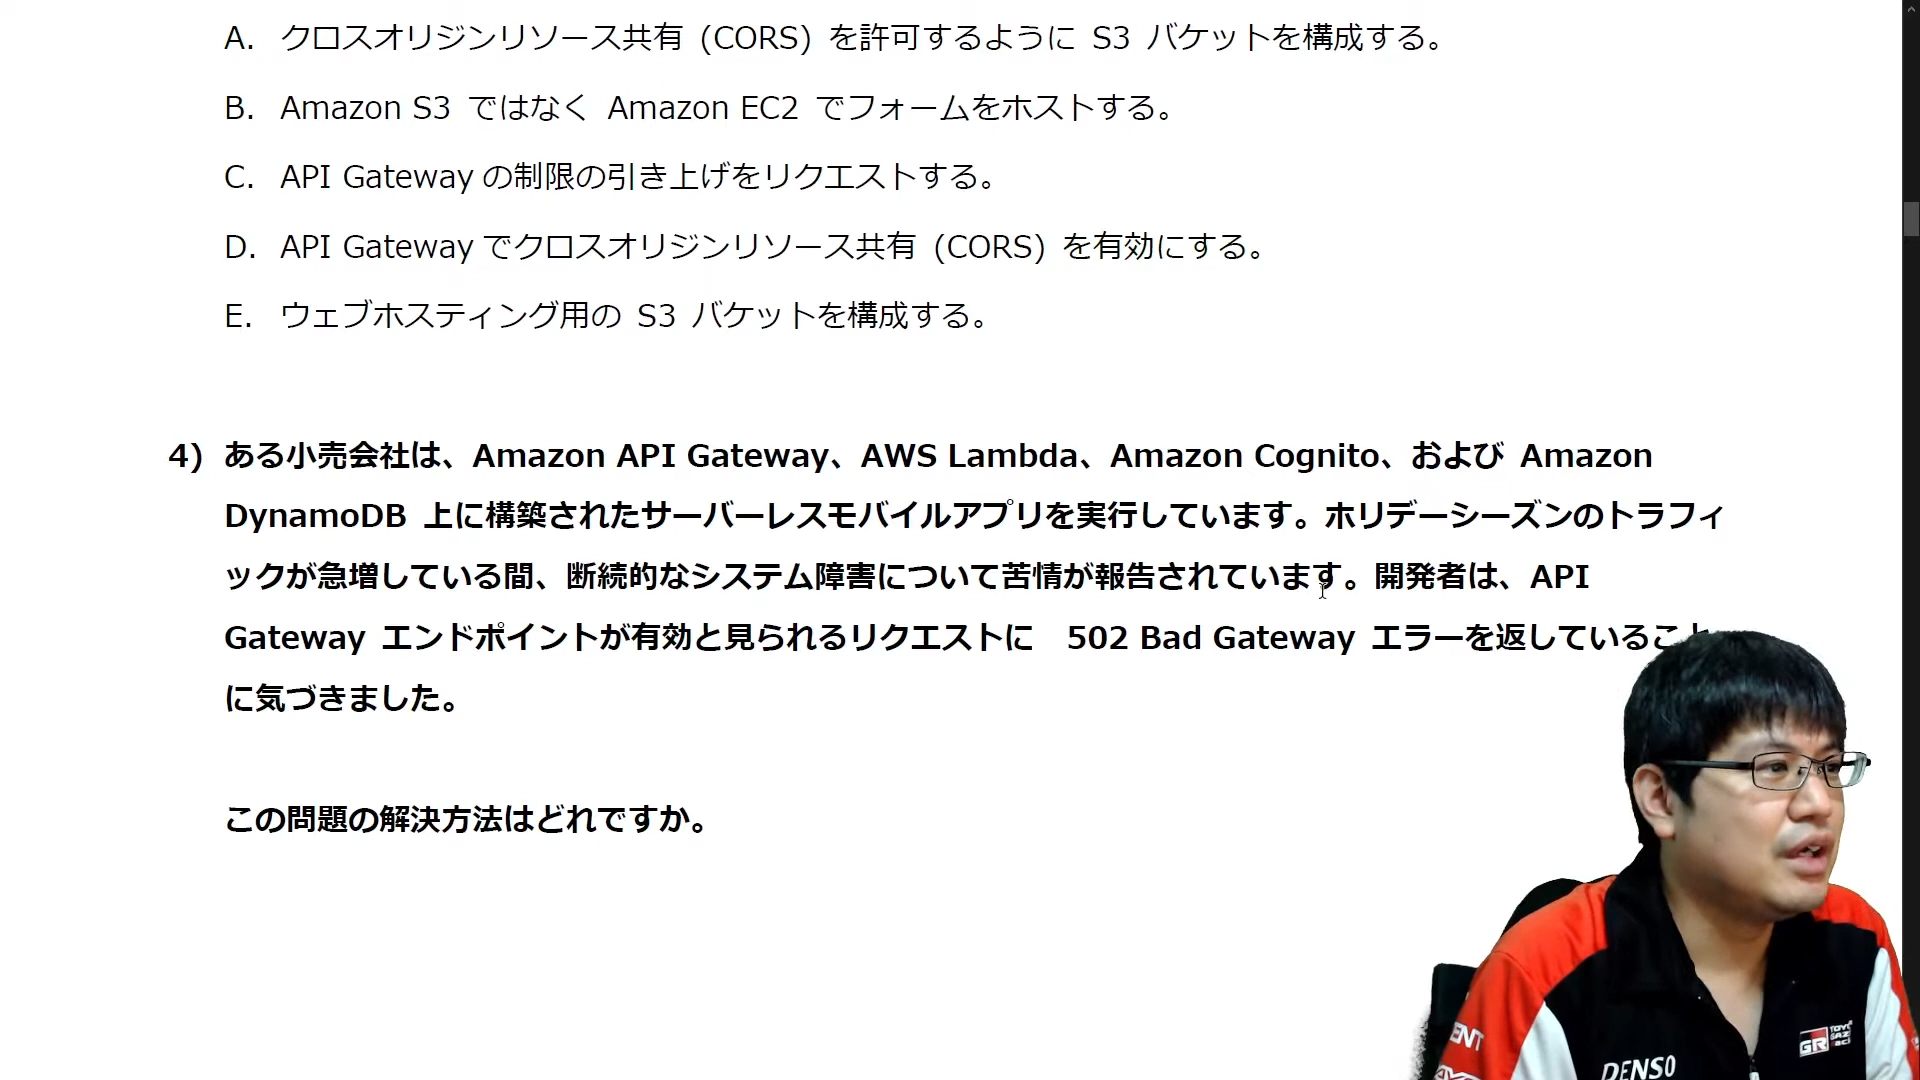 A. クロスオリジンリソース共有 (CORS) を許可するように S3 バケットを構成する。
B. Amazon S3 ではなく Amazon EC2 でフォームをホストする。
C. API Gateway の制限の引き上げをリクエストする。
D. API Gateway でクロスオリジンリソース共有 (CORS) を有効にする。
E. ウェブホスティング用の S3 バケットを構成する。
4) ある小売会社は、Amazon API Gateway、AWS Lambda、Amazon Cognito、および Amazon
DynamoDB 上に構築されたサーバーレスモバイルアプリを実行しています。ホリデーシーズンのトラフィ
ックが急増している間、断続的なシステム障害について苦情が報告されています。開発者は、API
Gateway エンドポイントが有効と見られるリクエストに 502 Bad Gateway エラーを返していること
に気づきました。
この問題の解決方法はどれですか。
GR
DENSO